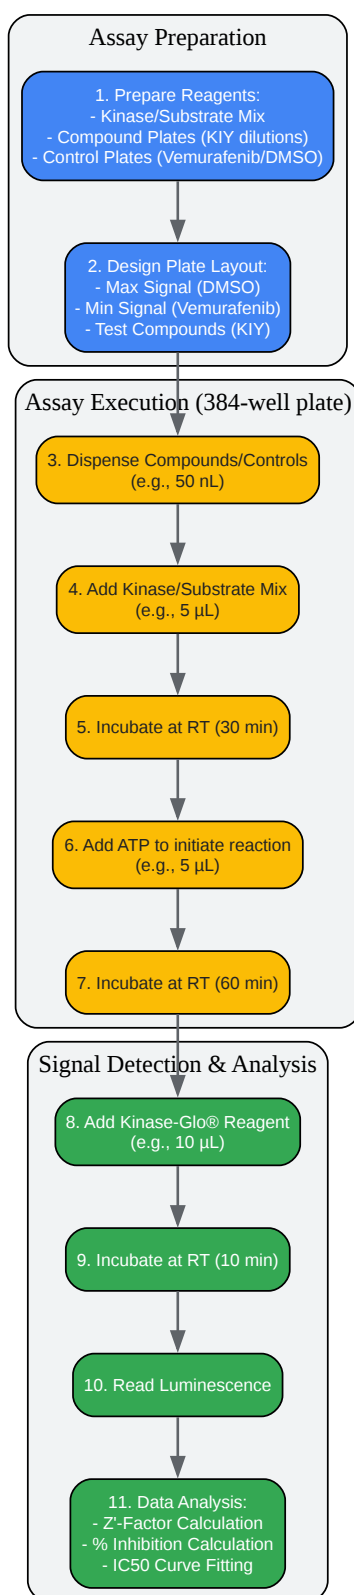 Assay Preparation
1. Prepare Reagents:
- Kinase/Substrate Mix
- Compound Plates (KIY dilutions)
- Control Plates (Vemurafenib/DMSO)
2. Design Plate Layout:
- Max Signal (DMSO)
- Min Signal (Vemurafenib)
- Test Compounds (KIY)
Assay Execution (384-well plate)
3. Dispense Compounds/Controls
(e.g., 50 nL)
4. Add Kinase/Substrate Mix
(e.g., 5 µL)
5. Incubate at RT (30 min)
6. Add ATP to initiate reaction
(e.g., 5 µL)
7. Incubate at RT (60 min)
Signal Detection & Analysis
8. Add Kinase-Glo® Reagent
(e.g., 10 µL)
9. Incubate at RT (10 min)
10. Read Luminescence
11. Data Analysis:
- Z'-Factor Calculation
- % Inhibition Calculation
- IC50 Curve Fitting